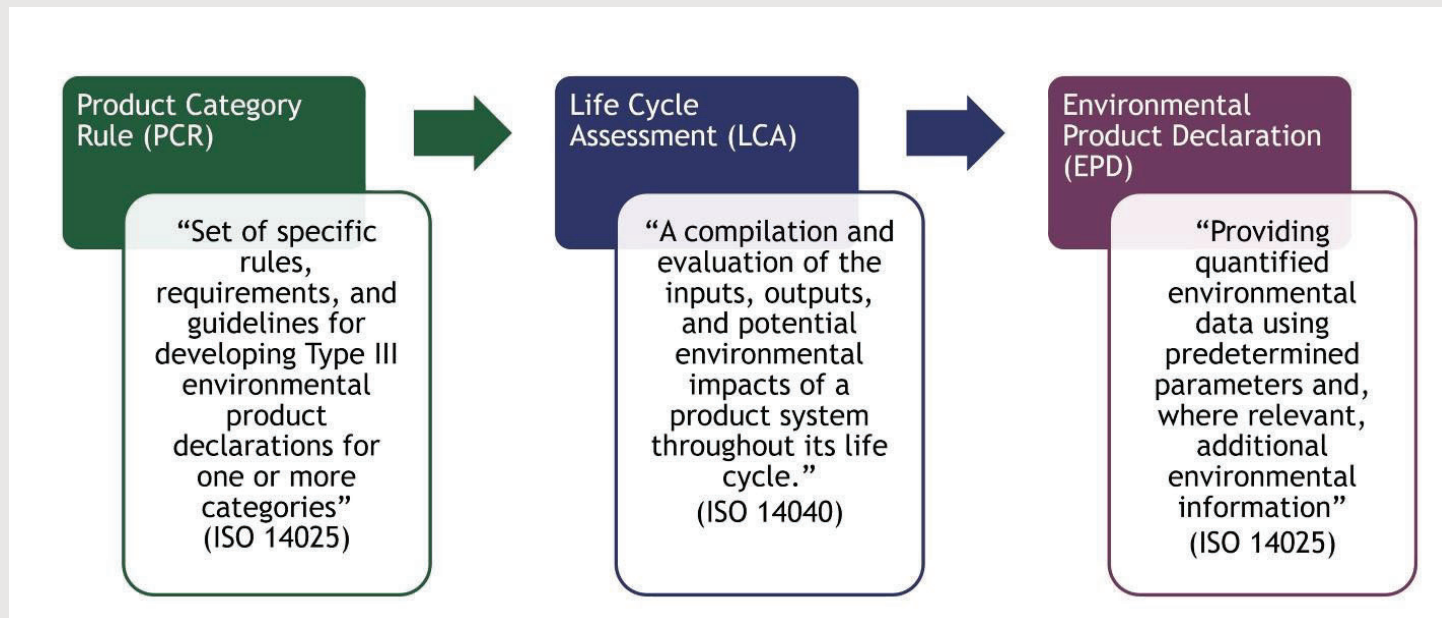 Product Category
Rule (PCR)
“Set of specific
rules,
requirements, and
guidelines for
developing Type III
environmental
product
declarations for
one or more
categories”
(ISO 14025)
Life Cycle
Assessment (LCA)
“A compilation and
evaluation of the
inputs, outputs,
and potential
environmental
impacts of a
product system
throughout its life
cycle.”
(ISO 14040)
Environmental
Product Declaration
(EPD)
“Providing
quantified
environmental
data using
predetermined
parameters and,
where relevant,
additional
environmental
information”
(ISO 14025)